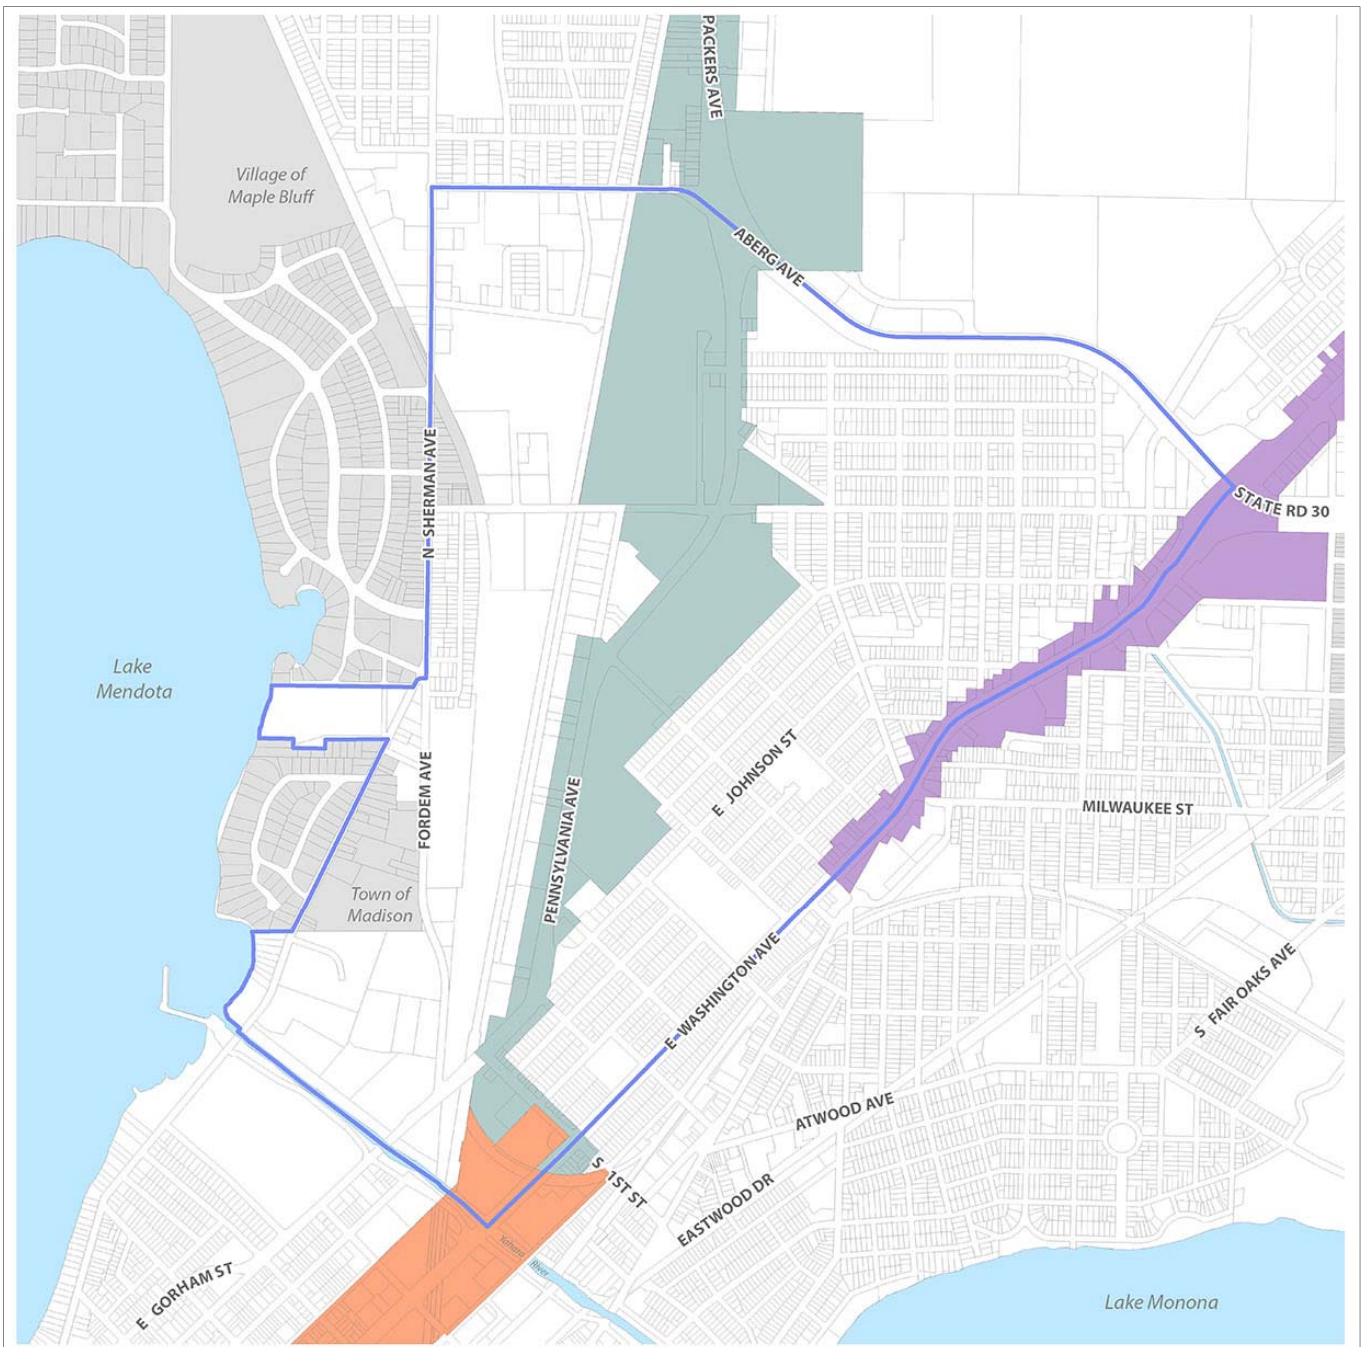 PACKERS AVE
Village of
Maple Bluff
ABERG AVE
N SHERMAN AVE
STATE RD 30
Lake
Mendota
E JOHNSON ST
FORDEM AVE
MILWAUKEE ST
PENNSYLVANIA AVE
Town of
Madison
E WASHINGTON AVE
S FAIR OAKS AVE
ATWOOD AVE
S 1ST ST
EASTWOOD DR
Yahara
River
E GORHAM ST
Lake Monona